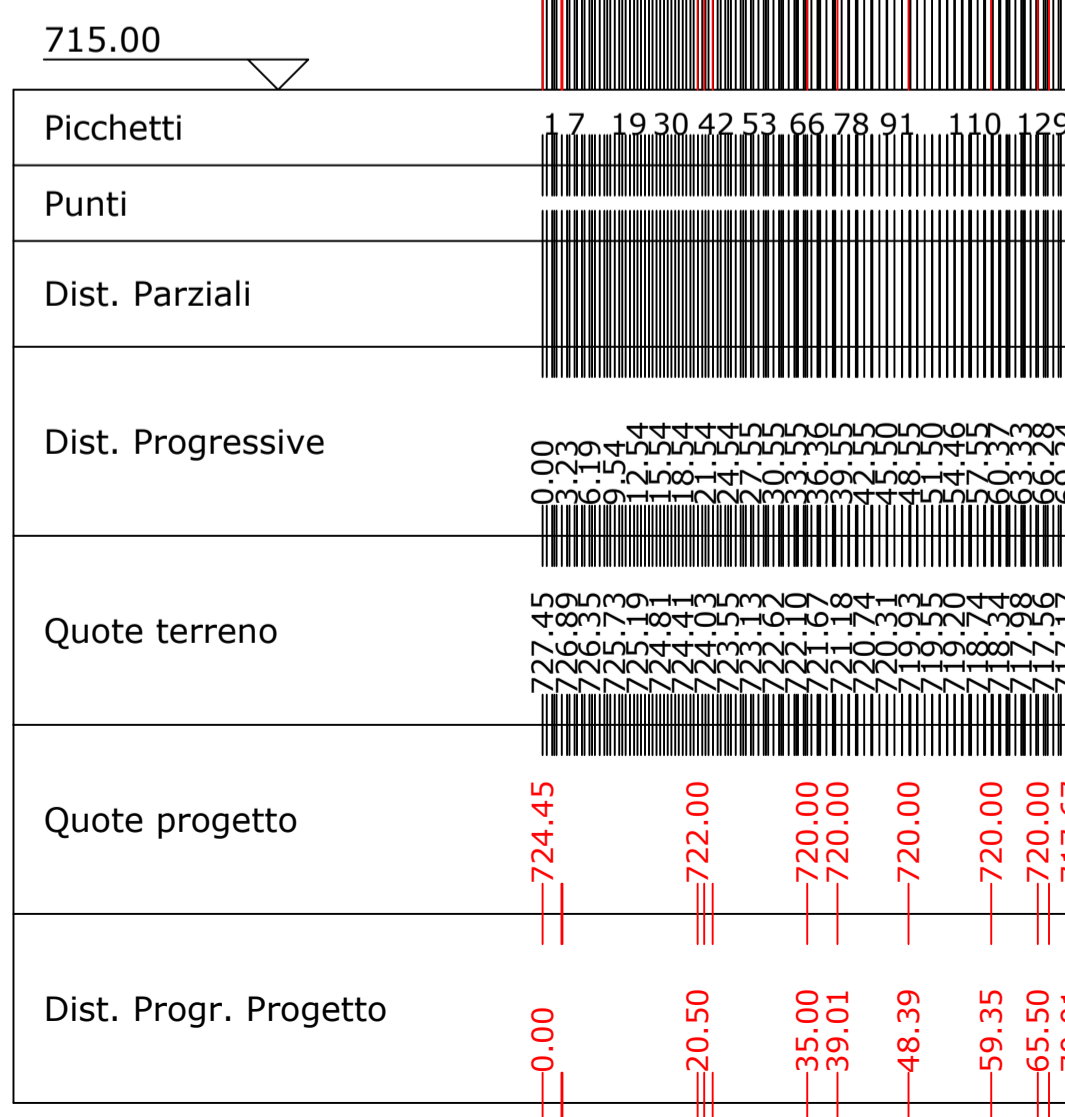 715.00
Picchetti 1 7 19 30 42 53 66 78 91 110 129
Punti
Dist. Parziali
Dist. Progressive 0.00 3.23 6.19 9.54 12.54 15.54 18.54 21.54 24.54 27.55 30.55 33.55 36.36 39.55 42.55 45.50 48.55 51.50 54.46 57.55 60.37 63.33 66.28
Quote terreno 727.45 726.89 726.35 725.73 725.19 724.81 724.41 724.03 723.55 723.13 722.62 722.10 721.67 721.18 720.74 720.31 719.93 719.55 719.20 718.74 718.34 717.98 717.56
Quote progetto 724.45 722.00 720.00 720.00 720.00 720.00 720.00
Dist. Progr. Progetto 0.00 20.50 35.00 39.01 48.39 59.35 65.50